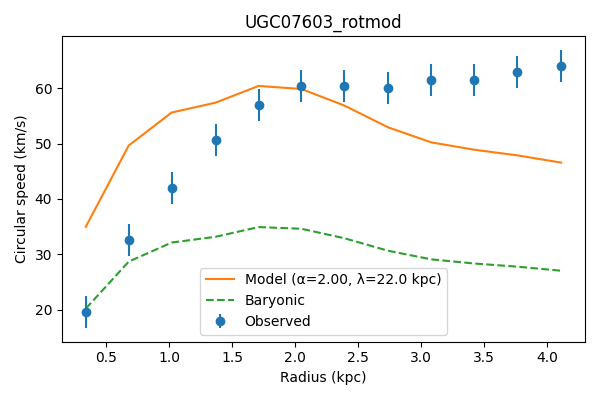 UGC07603_rotmod
Circular speed (km/s)
60
50
40
30
20
Model (α=2.00, λ=22.0 kpc)
Baryonic
Observed
0.5 1.0 1.5 2.0 2.5 3.0 3.5 4.0
Radius (kpc)